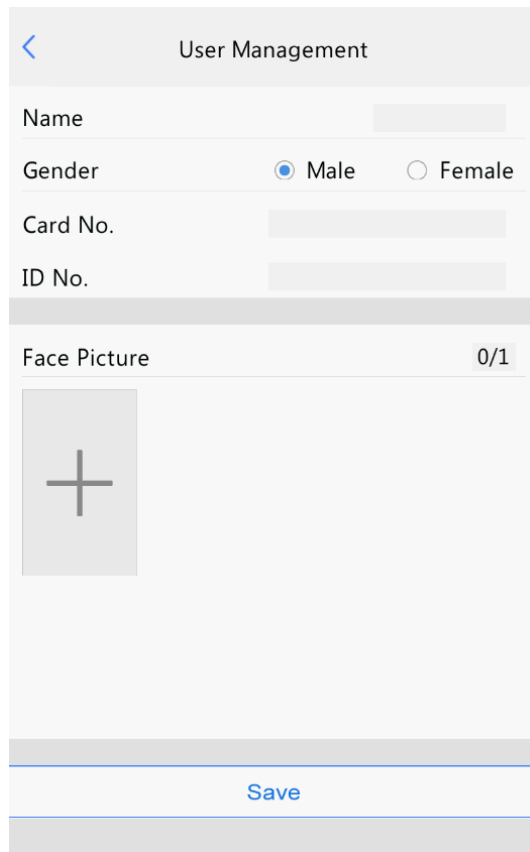 User Management
Name
Gender Male Female
Card No.
ID No.
Face Picture 0/1
Save